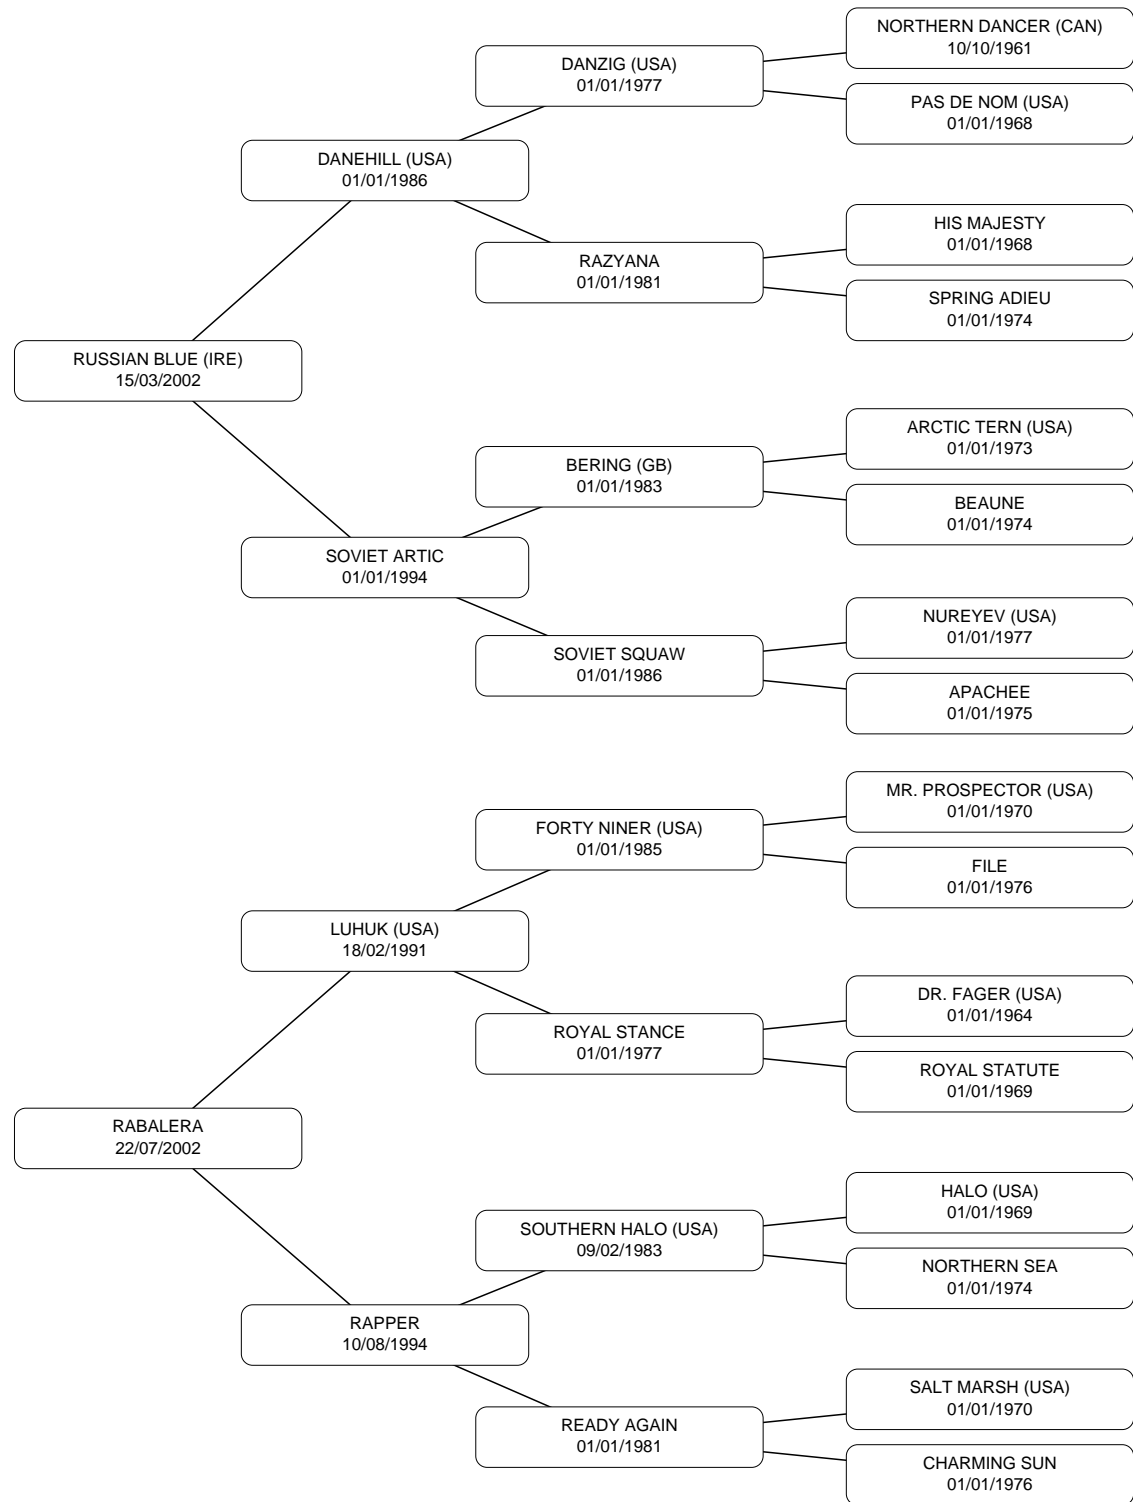 NORTHERN DANCER (CAN)
10/10/1961
DANZIG (USA)
01/01/1977
PAS DE NOM (USA)
01/01/1968
DANEHILL (USA)
01/01/1986
HIS MAJESTY
01/01/1968
RAZYANA
01/01/1981
SPRING ADIEU
01/01/1974
RUSSIAN BLUE (IRE)
15/03/2002
ARCTIC TERN (USA)
01/01/1973
BERING (GB)
01/01/1983
BEAUNE
01/01/1974
SOVIET ARTIC
01/01/1994
NUREYEV (USA)
01/01/1977
SOVIET SQUAW
01/01/1986
APACHEE
01/01/1975
MR. PROSPECTOR (USA)
01/01/1970
FORTY NINER (USA)
01/01/1985
FILE
01/01/1976
LUHUK (USA)
18/02/1991
DR. FAGER (USA)
01/01/1964
ROYAL STANCE
01/01/1977
ROYAL STATUTE
01/01/1969
RABALERA
22/07/2002
HALO (USA)
01/01/1969
SOUTHERN HALO (USA)
09/02/1983
NORTHERN SEA
01/01/1974
RAPPER
10/08/1994
SALT MARSH (USA)
01/01/1970
READY AGAIN
01/01/1981
CHARMING SUN
01/01/1976